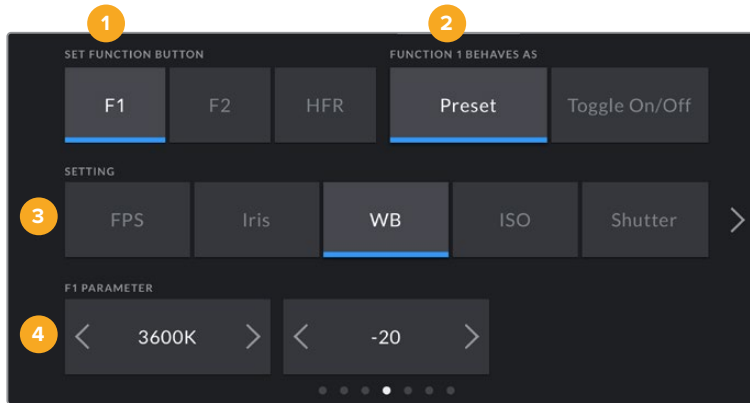 1 2
SET FUNCTION BUTTON FUNCTION 1 BEHAVES AS
F1 F2 HFR Preset Toggle On/Off
SETTING
3 FPS Iris WB ISO Shutter
F1 PARAMETER
4 3600K -20